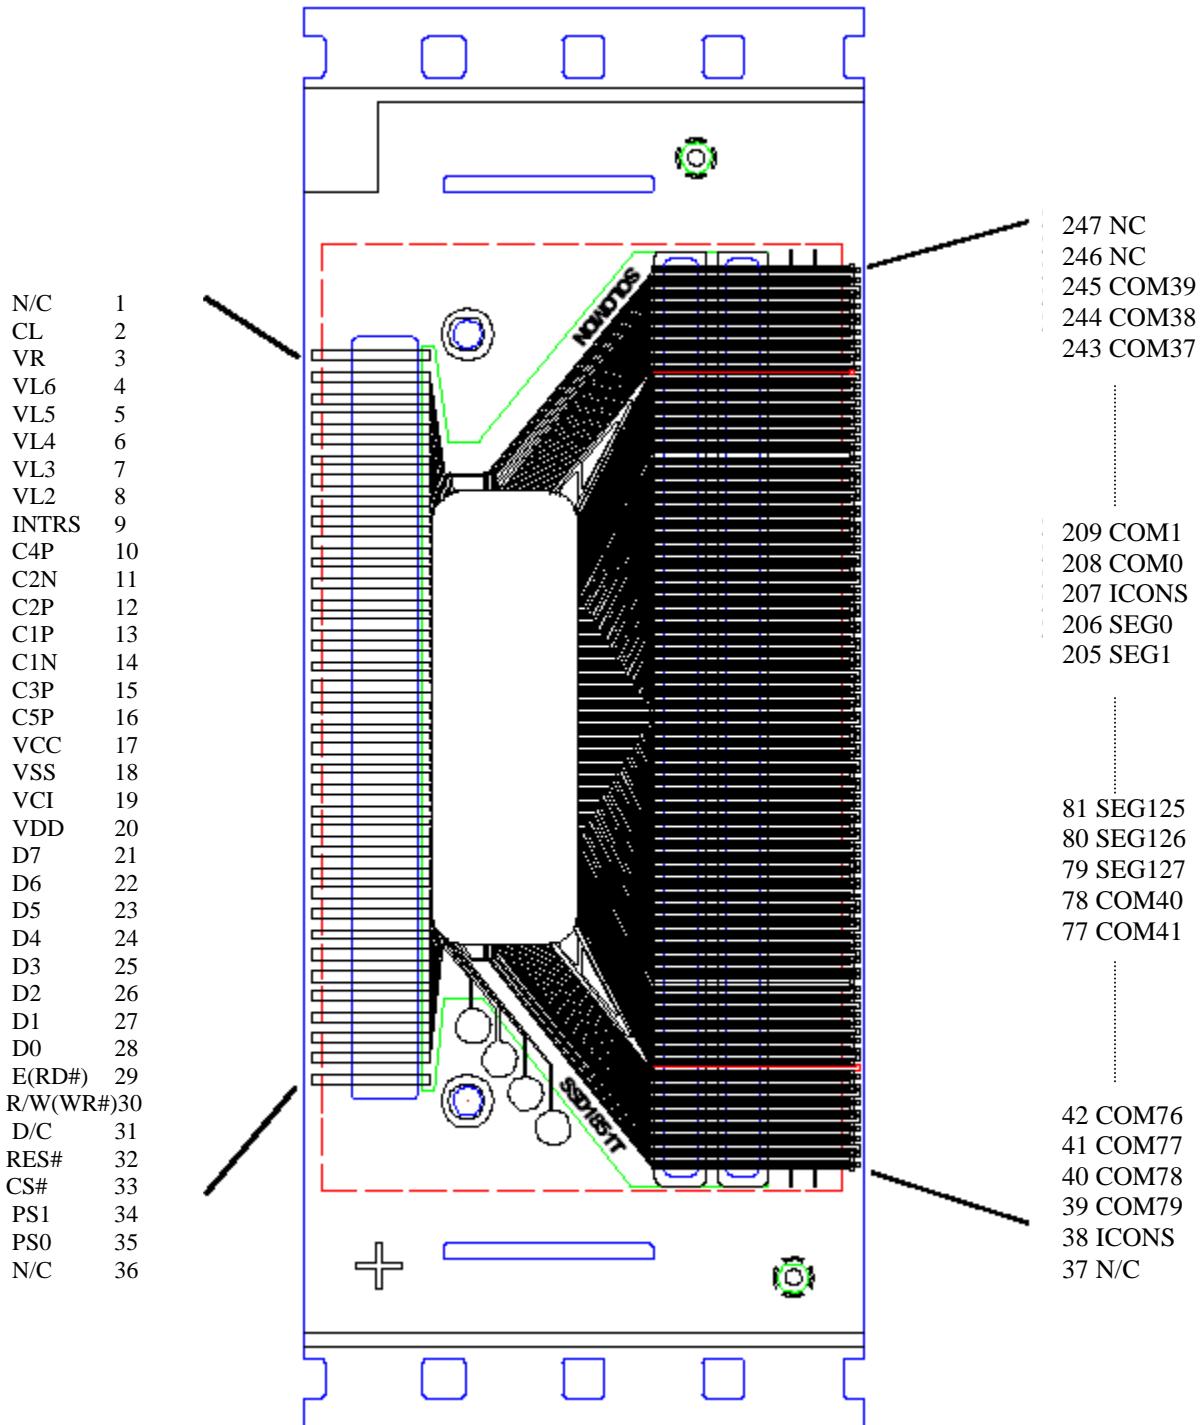 N/C 1
CL 2
VR 3
VL6 4
VL5 5
VL4 6
VL3 7
VL2 8
INTRS 9
C4P 10
C2N 11
C2P 12
C1P 13
C1N 14
C3P 15
C5P 16
VCC 17
VSS 18
VCI 19
VDD 20
D7 21
D6 22
D5 23
D4 24
D3 25
D2 26
D1 27
D0 28
E(RD#) 29
R/W(WR#)30
D/C 31
RES# 32
CS# 33
PS1 34
PS0 35
N/C 36
SOLOMON
SSD1851T
247 NC
246 NC
245 COM39
244 COM38
243 COM37
209 COM1
208 COM0
207 ICONS
206 SEG0
205 SEG1
81 SEG125
80 SEG126
79 SEG127
78 COM40
77 COM41
42 COM76
41 COM77
40 COM78
39 COM79
38 ICONS
37 N/C